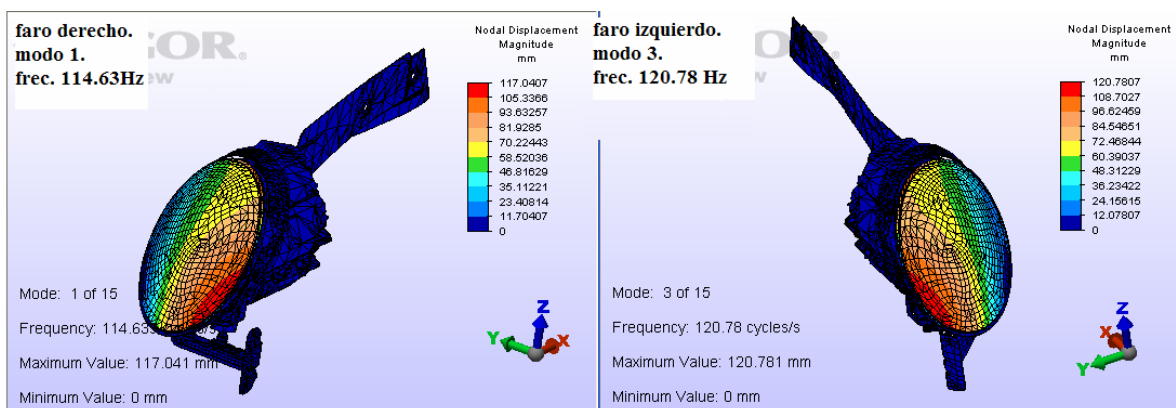 faro derecho.
modo 1.
frec. 114.63Hz
GOR®
Nodal Displacement
Magnitude
mm
117.0407
105.3366
93.63257
81.9285
70.22443
58.52036
46.81629
35.11221
23.40814
11.70407
0
Mode: 1 of 15
Frequency: 114.63
Maximum Value: 117.041 mm
Minimum Value: 0 mm
Z
Y
X
faro izquierdo.
modo 3.
frec. 120.78 Hz
GOR®
Nodal Displacement
Magnitude
mm
120.7807
108.7027
96.62459
84.54651
72.46844
60.39037
48.31229
36.23422
24.15615
12.07807
0
Mode: 3 of 15
Frequency: 120.78 cycles/s
Maximum Value: 120.781 mm
Minimum Value: 0 mm
Z
X
Y